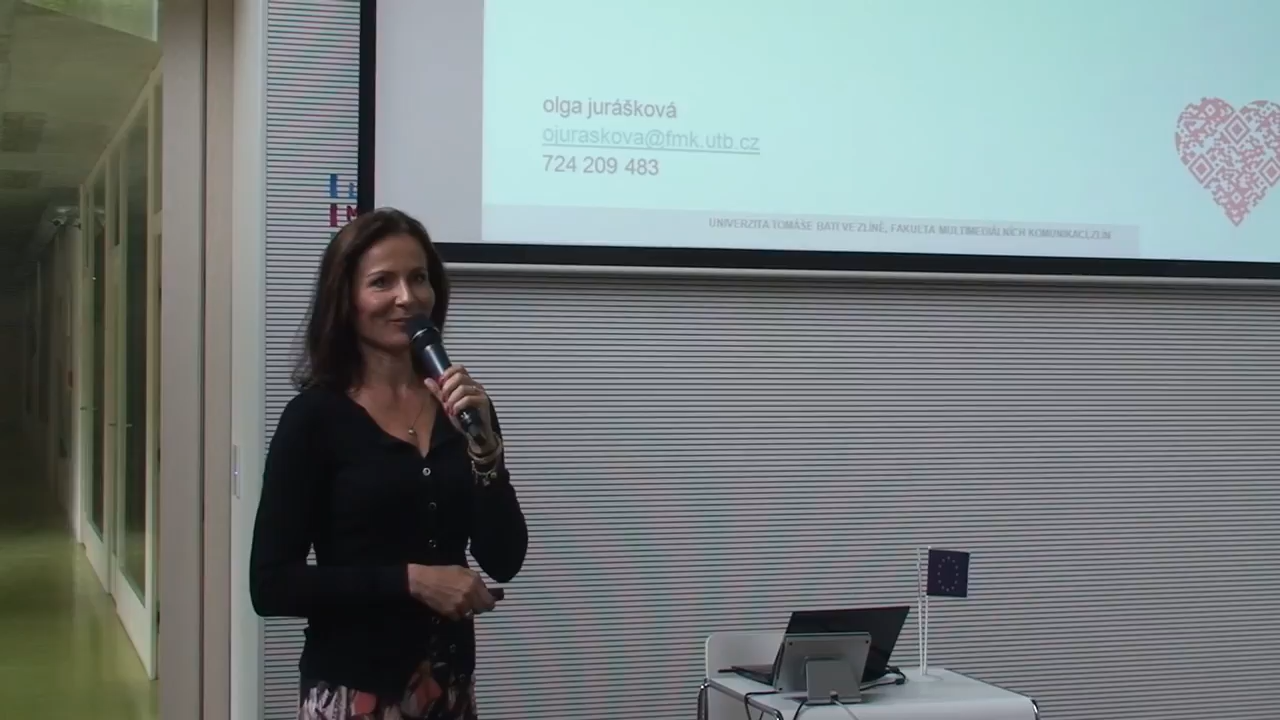 olga jurášková
ojuraskova@fmk.utb.cz
724 209 483
UNIVERZITA TOMÁŠE BATI VE ZLÍNĚ, FAKULTA MULTIMEDIÁLNÍCH KOMUNIKACÍ, ZLÍN